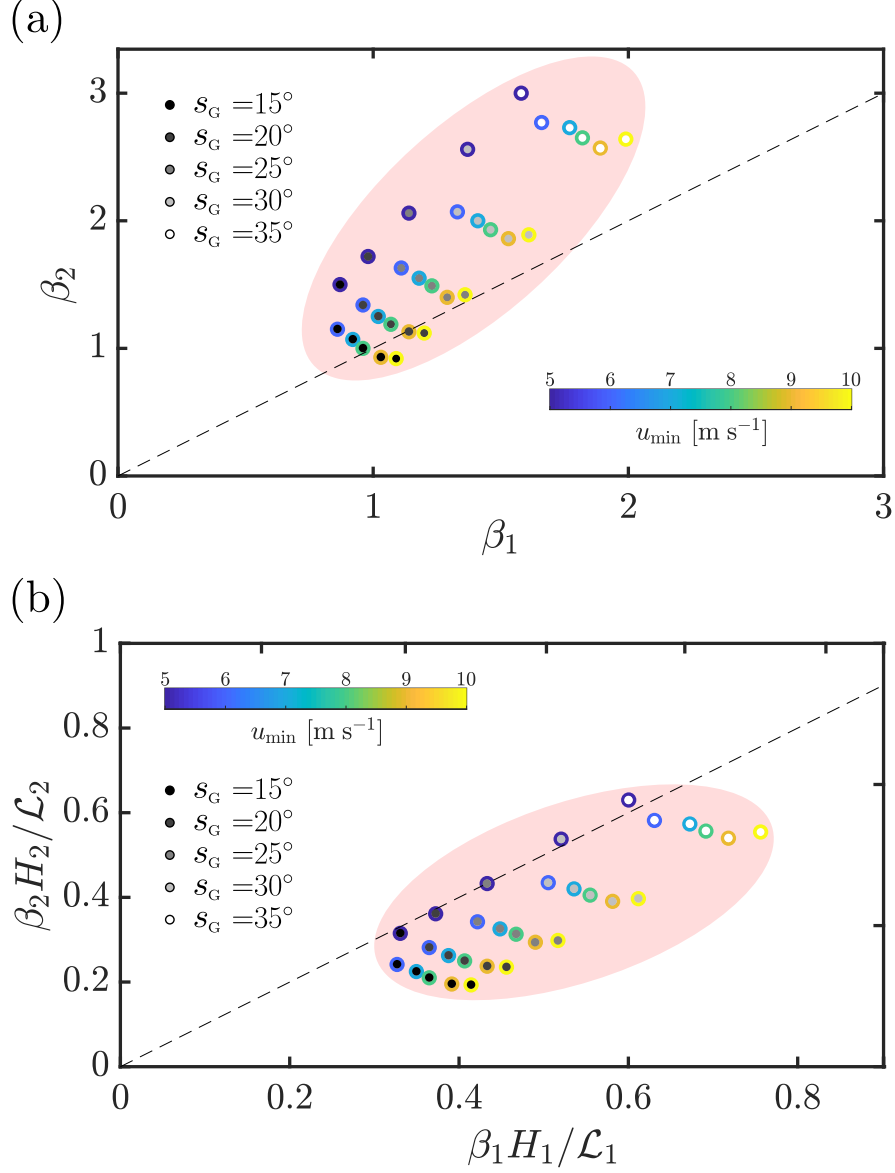 (a)
3
2
1
0
β₂
s_G =15°
s_G =20°
s_G =25°
s_G =30°
s_G =35°
5 6 7 8 9 10
u_min [m s⁻¹]
0 1 2 3
β₁
(b)
1
0.8
0.6
0.4
0.2
0
β₂H₂/ℒ₂
5 6 7 8 9 10
u_min [m s⁻¹]
s_G =15°
s_G =20°
s_G =25°
s_G =30°
s_G =35°
0 0.2 0.4 0.6 0.8
β₁H₁/ℒ₁